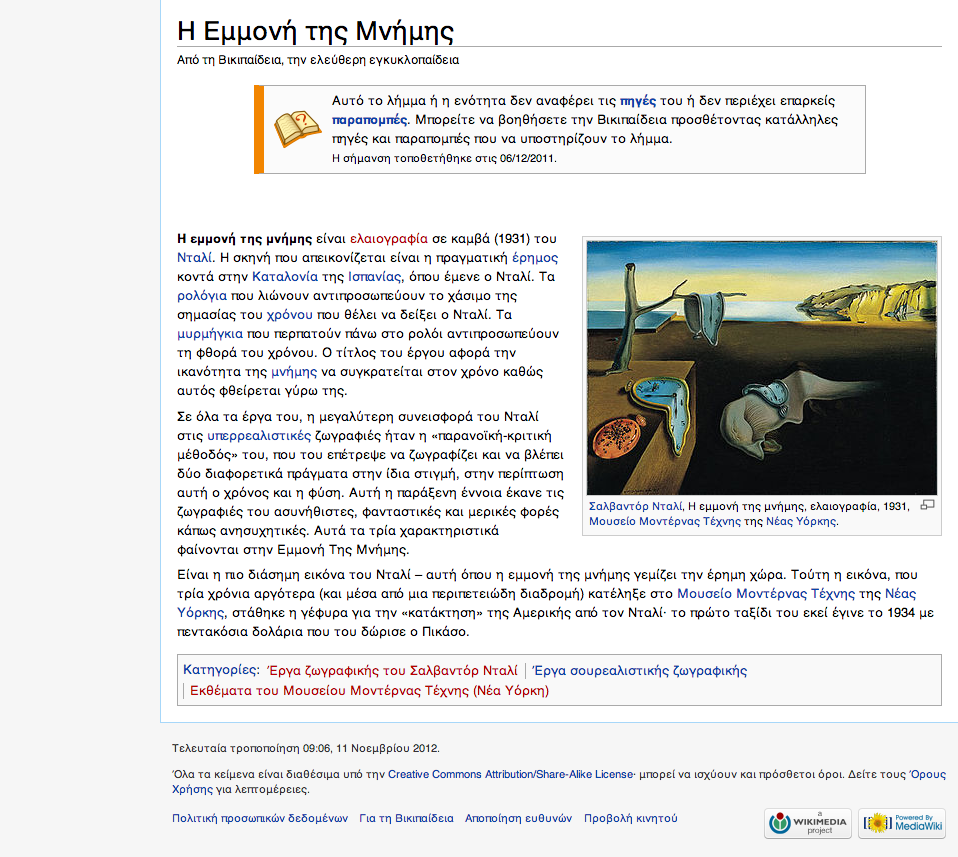 Η Εμμονή της Μνήμης
Από τη Βικιπαίδεια, την ελεύθερη εγκυκλοπαίδεια
Αυτό το λήμμα ή η ενότητα δεν αναφέρει τις πηγές του ή δεν περιέχει επαρκείς
παραπομπές. Μπορείτε να βοηθήσετε την Βικιπαίδεια προσθέτοντας κατάλληλες
πηγές και παραπομπές που να υποστηρίζουν το λήμμα.
Η σήμανση τοποθετήθηκε στις 06/12/2011.
Η εμμονή της μνήμης είναι ελαιογραφία σε καμβά (1931) του
Νταλί. Η σκηνή που απεικονίζεται είναι η πραγματική έρημος
κοντά στην Καταλονία της Ισπανίας, όπου έμενε ο Νταλί. Τα
ρολόγια που λιώνουν αντιπροσωπεύουν το χάσιμο της
σημασίας του χρόνου που θέλει να δείξει ο Νταλί. Τα
μυρμήγκια που περπατούν πάνω στο ρολόι αντιπροσωπεύουν
τη φθορά του χρόνου. Ο τίτλος του έργου αφορά την
ικανότητα της μνήμης να συγκρατείται στον χρόνο καθώς
αυτός φθείρεται γύρω της.
Σε όλα τα έργα του, η μεγαλύτερη συνεισφορά του Νταλί
στις υπερρεαλιστικές ζωγραφιές ήταν η «παρανοϊκή-κριτική
μέθοδός» του, που του επέτρεψε να ζωγραφίζει και να βλέπει
δύο διαφορετικά πράγματα στην ίδια στιγμή, στην περίπτωση
αυτή ο χρόνος και η φύση. Αυτή η παράξενη έννοια έκανε τις
ζωγραφιές του ασυνήθιστες, φανταστικές και μερικές φορές
κάπως ανησυχητικές. Αυτά τα τρία χαρακτηριστικά
φαίνονται στην Εμμονή Της Μνήμης.
Σαλβαντόρ Νταλί, Η εμμονή της μνήμης, ελαιογραφία, 1931,
Μουσείο Μοντέρνας Τέχνης της Νέας Υόρκης.
Είναι η πιο διάσημη εικόνα του Νταλί – αυτή όπου η εμμονή της μνήμης γεμίζει την έρημη χώρα. Τούτη η εικόνα, που
τρία χρόνια αργότερα (και μέσα από μια περιπετειώδη διαδρομή) κατέληξε στο Μουσείο Μοντέρνας Τέχνης της Νέας
Υόρκης, στάθηκε η γέφυρα για την «κατάκτηση» της Αμερικής από τον Νταλί· το πρώτο ταξίδι του εκεί έγινε το 1934 με
πεντακόσια δολάρια που του δώρισε ο Πικάσο.
Κατηγορίες: Έργα ζωγραφικής του Σαλβαντόρ Νταλί | Έργα σουρεαλιστικής ζωγραφικής
| Εκθέματα του Μουσείου Μοντέρνας Τέχνης (Νέα Υόρκη)
Τελευταία τροποποίηση 09:06, 11 Νοεμβρίου 2012.
Όλα τα κείμενα είναι διαθέσιμα υπό την Creative Commons Attribution/Share-Alike License· μπορεί να ισχύουν και πρόσθετοι όροι. Δείτε τους Όρους
Χρήσης για λεπτομέρειες.
Πολιτική προσωπικών δεδομένων Για τη Βικιπαίδεια Αποποίηση ευθυνών Προβολή κινητού
a
WIKIMEDIA
project
Powered By
MediaWiki